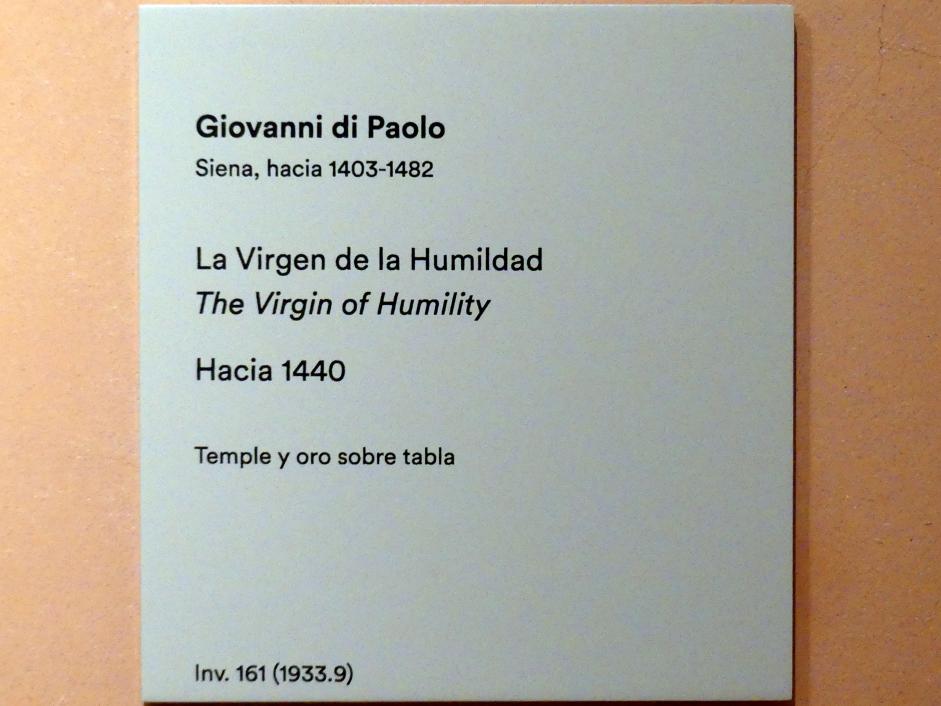 Giovanni di Paolo
Siena, hacia 1403-1482
La Virgen de la Humildad
The Virgin of Humility
Hacia 1440
Temple y oro sobre tabla
Inv. 161 (1933.9)